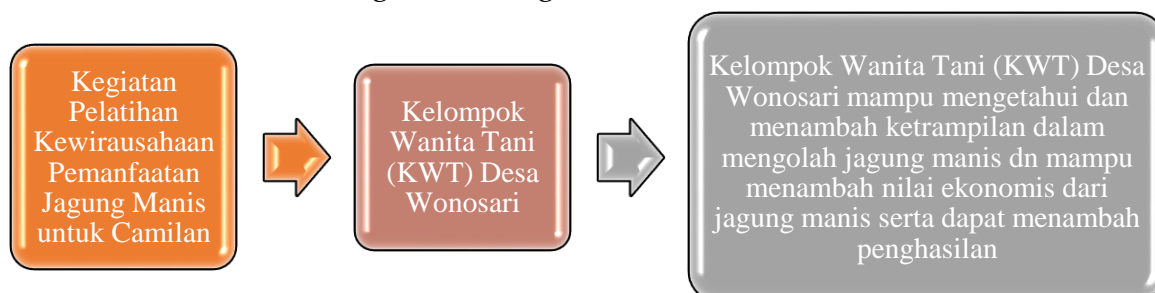 Kegiatan
Pelatihan
Kewirausahaan
Pemanfaatan
Jagung Manis
untuk Camilan
Kelompok
Wanita Tani
(KWT) Desa
Wonosari
Kelompok Wanita Tani (KWT) Desa
Wonosari mampu mengetahui dan
menambah ketrampilan dalam
mengolah jagung manis dn mampu
menambah nilai ekonomis dari
jagung manis serta dapat menambah
penghasilan